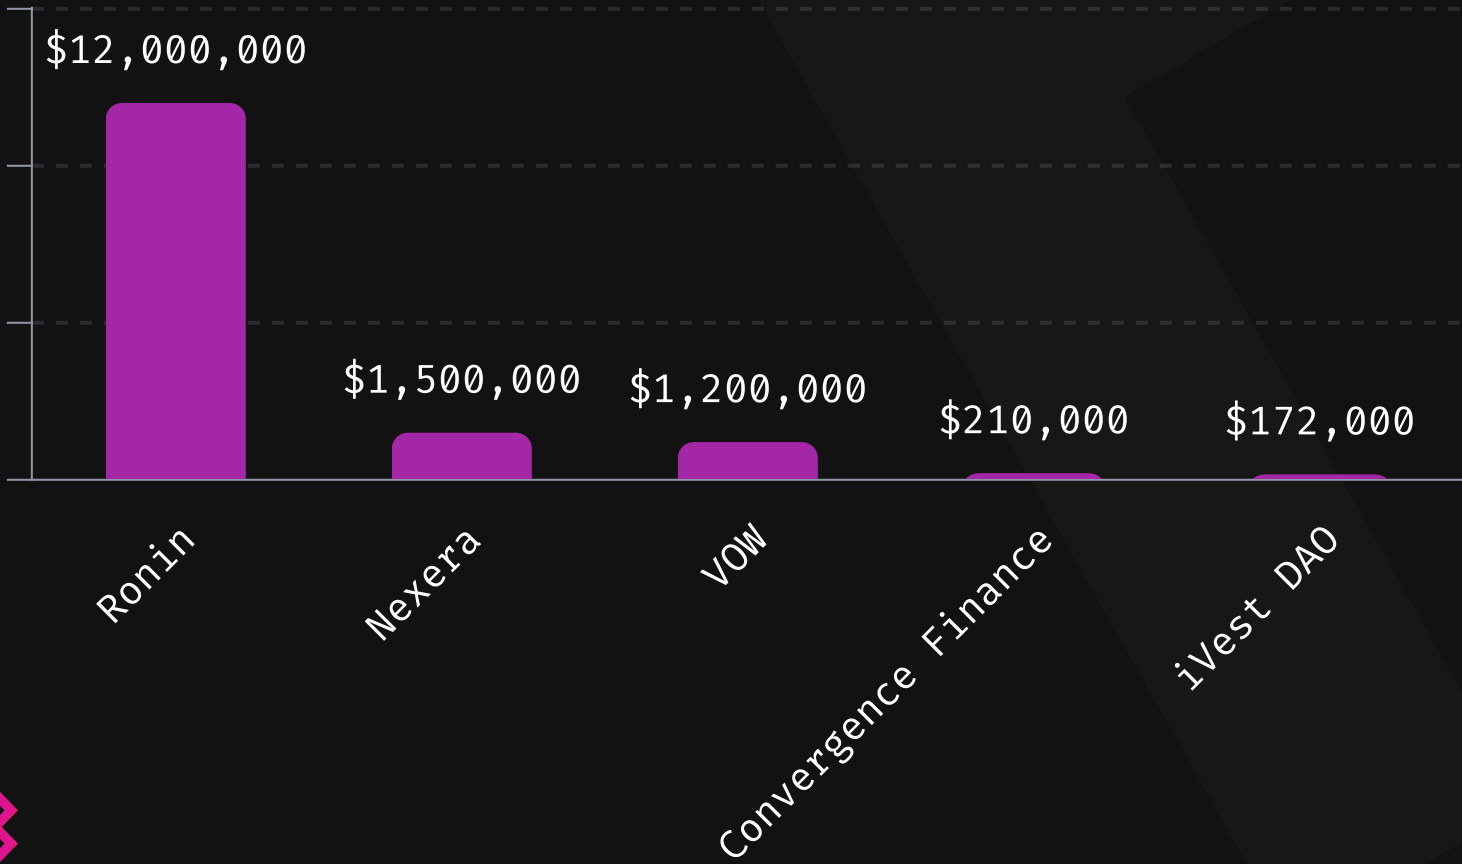 $12,000,000
$1,500,000
$1,200,000
$210,000
$172,000
Ronin
Nexera
VOW
Convergence Finance
iVest DAO